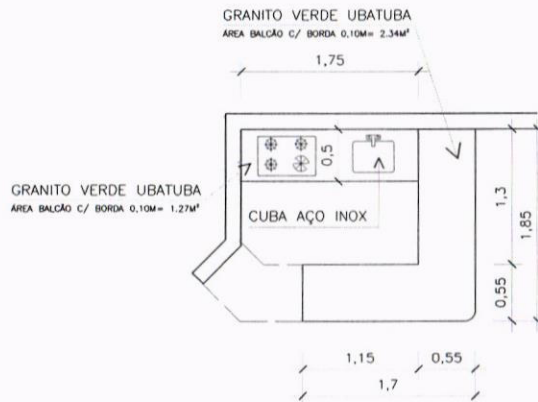 GRANITO VERDE UBATUBA
ÁREA BALCÃO C/ BORDA 0,10M= 2.34M²
1,75
0,5
GRANITO VERDE UBATUBA
ÁREA BALCÃO C/ BORDA 0,10M= 1.27M²
CUBA AÇO INOX
1,3
1,85
0,55
1,15
0,55
1,7